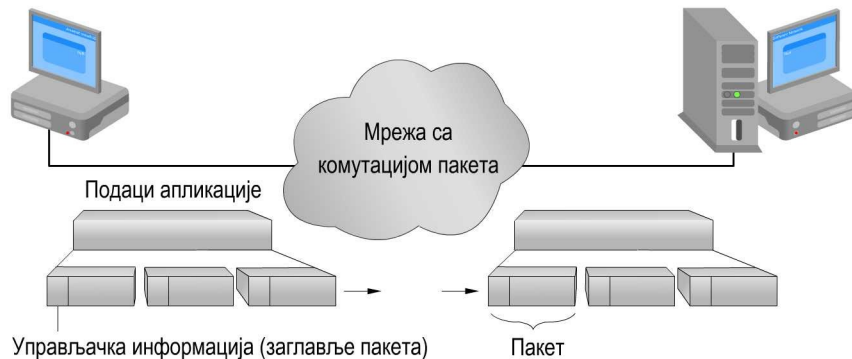 Мрежа са
комутацијом пакета
Подаци апликације
Управљачка информација (заглавље пакета)
Пакет